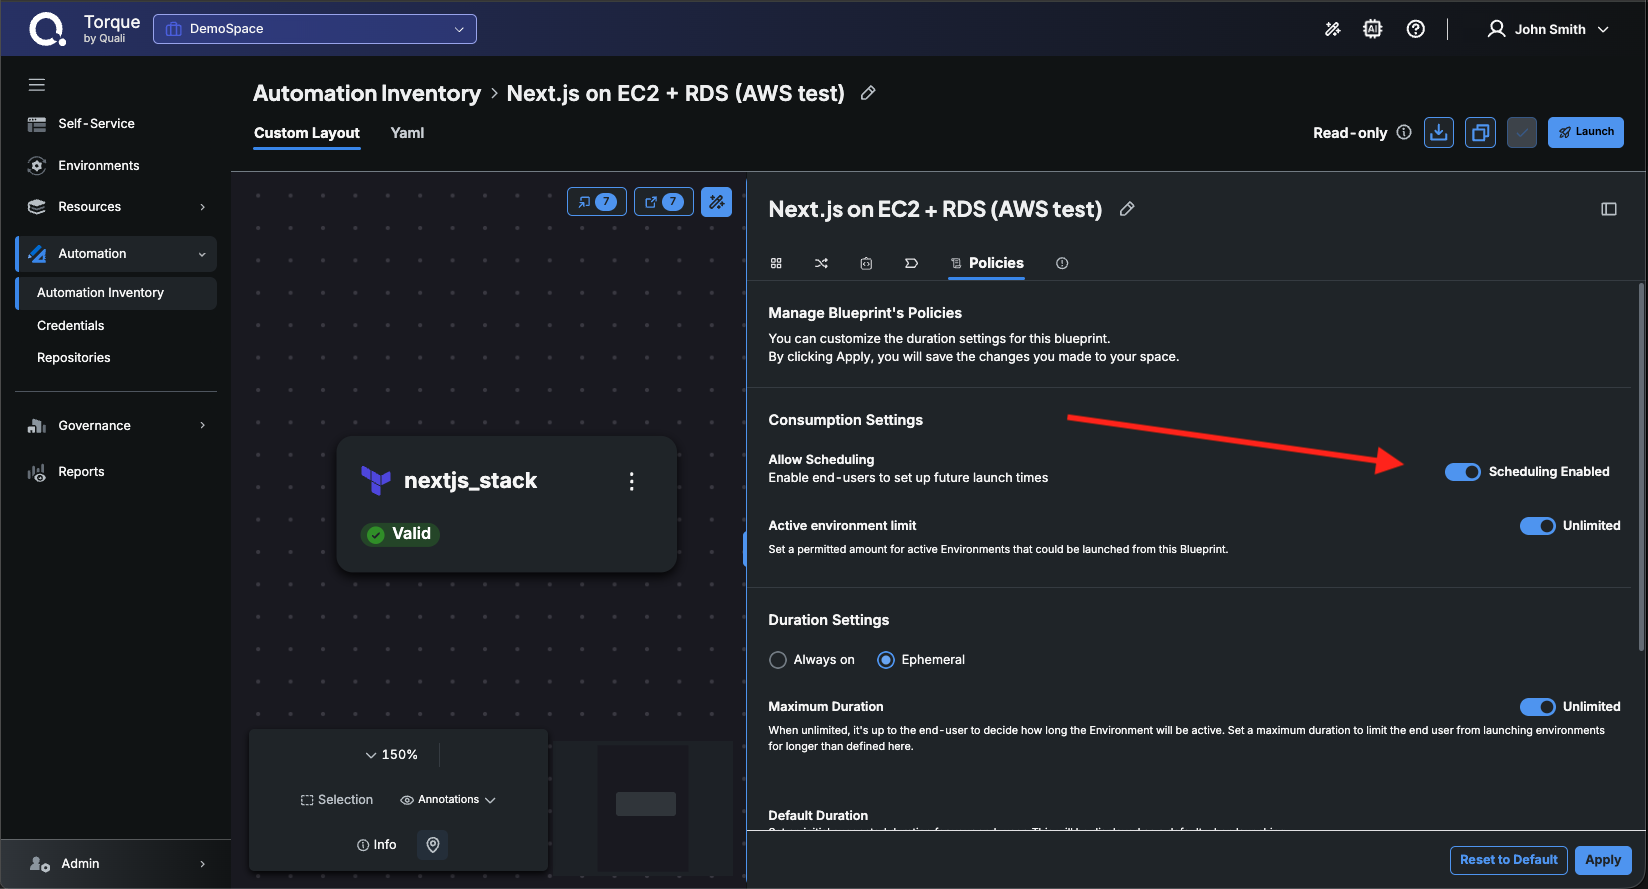 Torque
by Quali
DemoSpace
AI
John Smith
Automation Inventory > Next.js on EC2 + RDS (AWS test)
Custom Layout
Yaml
Read-only
Launch
Self-Service
Environments
Resources
Automation
Automation Inventory
Credentials
Repositories
Governance
Reports
Admin
7
7
nextjs_stack
Valid
150%
Selection
Annotations
Info
Next.js on EC2 + RDS (AWS test)
Policies
Manage Blueprint's Policies
You can customize the duration settings for this blueprint.
By clicking Apply, you will save the changes you made to your space.
Consumption Settings
Allow Scheduling
Enable end-users to set up future launch times
Scheduling Enabled
Active environment limit
Set a permitted amount for active Environments that could be launched from this Blueprint.
Unlimited
Duration Settings
Always on
Ephemeral
Maximum Duration
Unlimited
When unlimited, it's up to the end-user to decide how long the Environment will be active. Set a maximum duration to limit the end user from launching environments
for longer than defined here.
Default Duration
Reset to Default
Apply